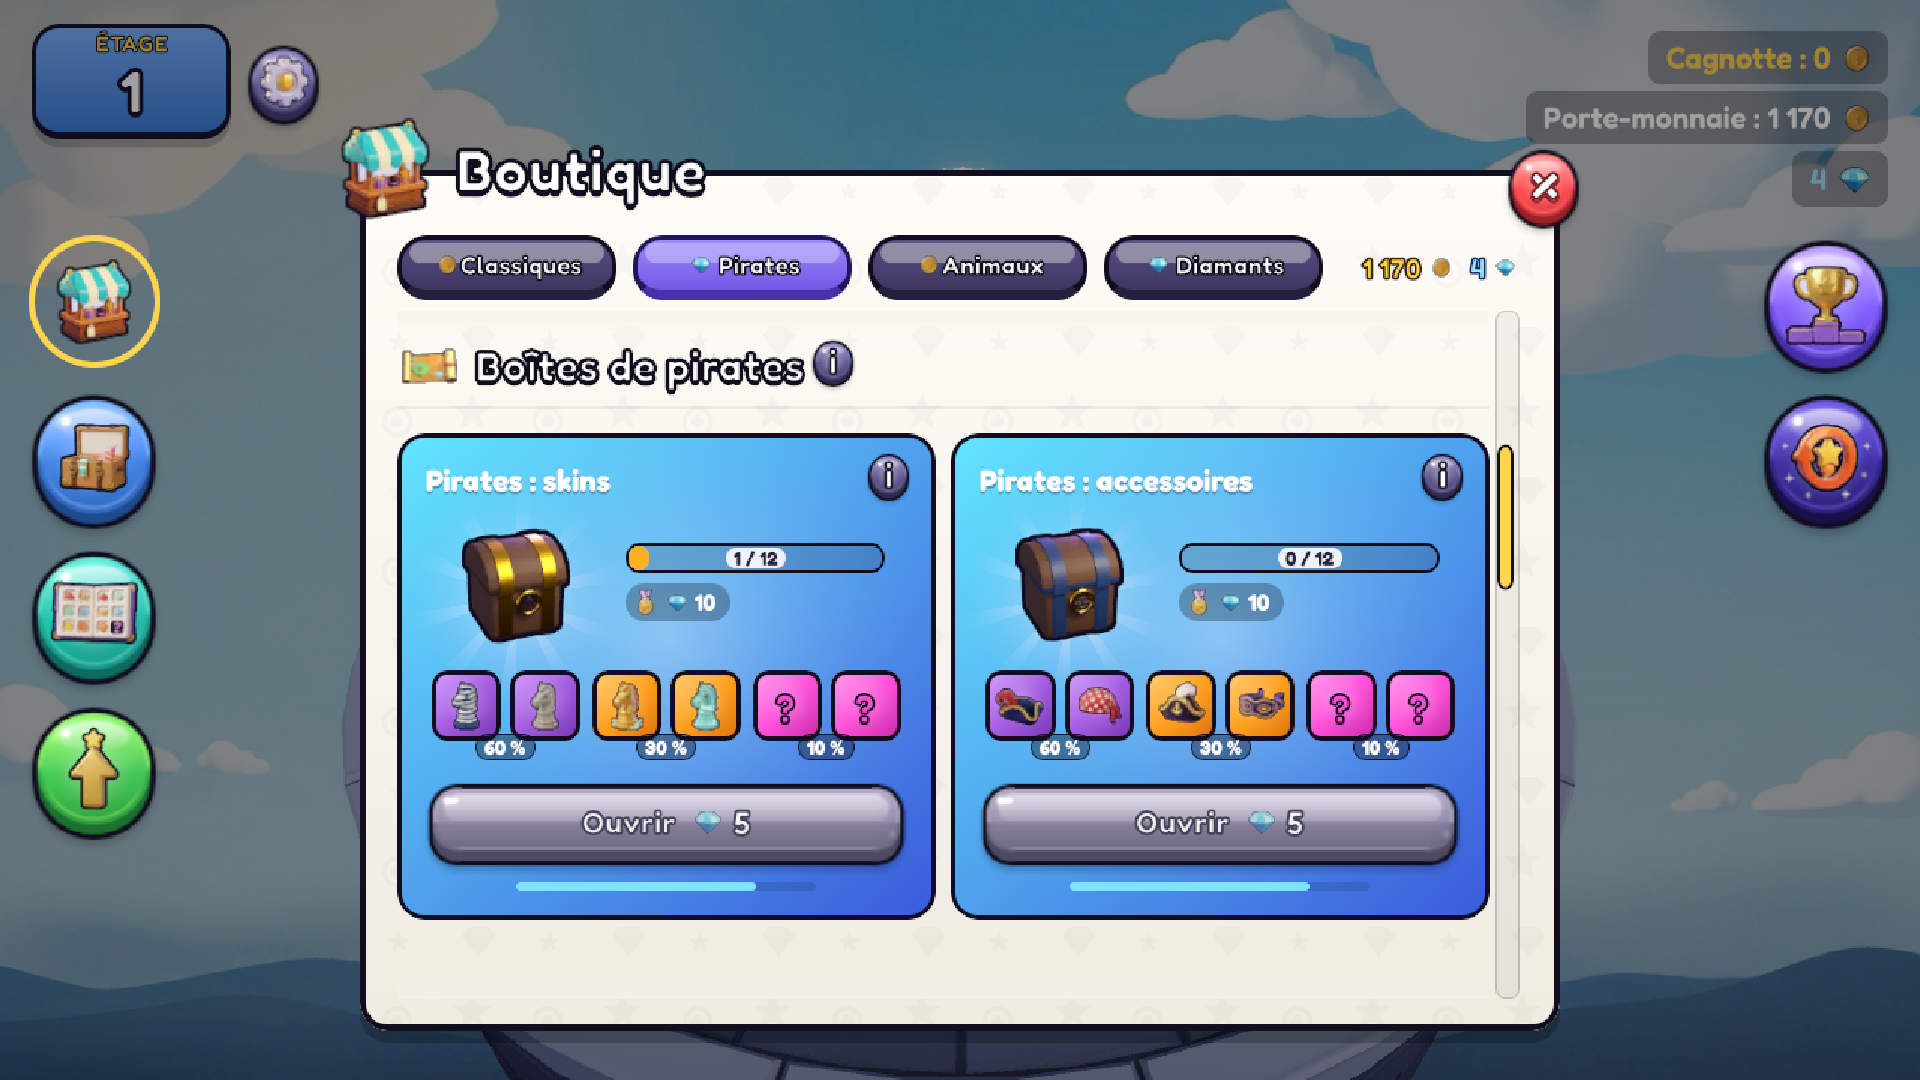 ÉTAGE
1
Cagnotte : 0
Porte-monnaie : 1 170
4
Boutique
Classiques
Pirates
Animaux
Diamants
1 170
4
Boîtes de pirates
i
Pirates : skins
i
1 / 12
10
? ?
60 %
30 %
10 %
Ouvrir 5
Pirates : accessoires
i
0 / 12
10
? ?
60 %
30 %
10 %
Ouvrir 5